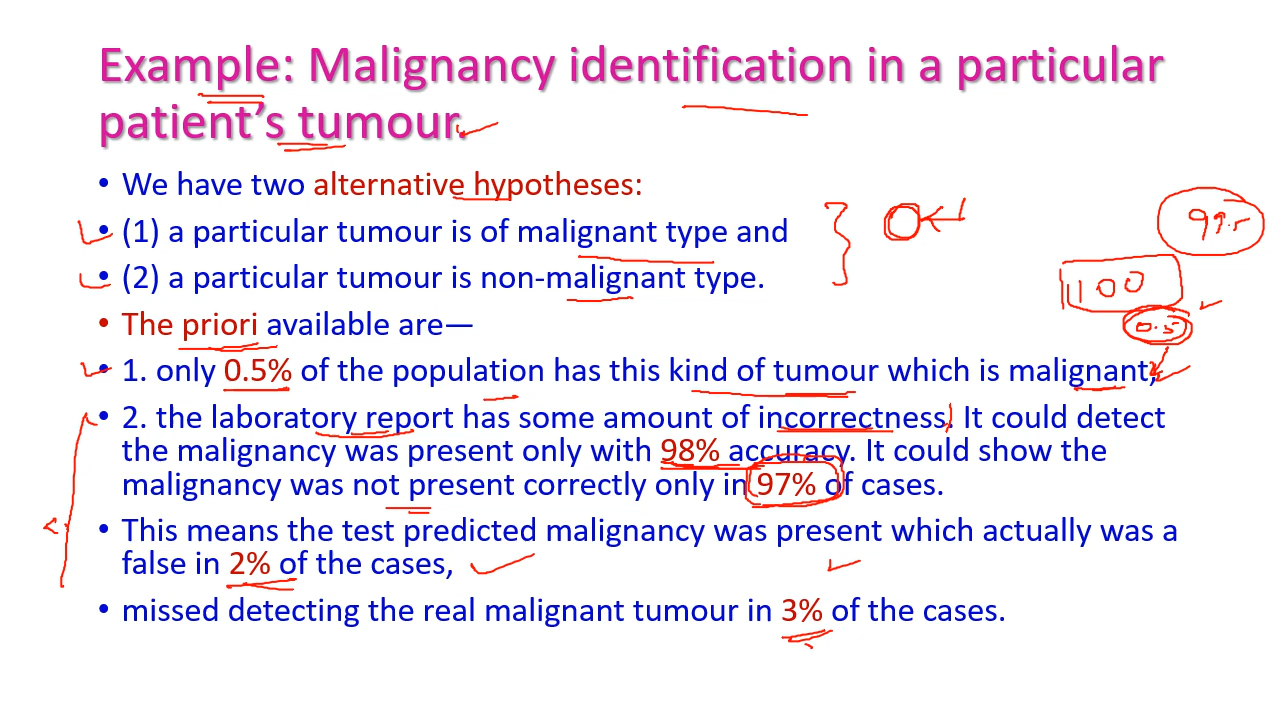 Example: Malignancy identification in a particular
patient's tumour.
• We have two alternative hypotheses:
• (1) a particular tumour is of malignant type and
• (2) a particular tumour is non-malignant type.
• The priori available are—
• 1. only 0.5% of the population has this kind of tumour which is malignant,
• 2. the laboratory report has some amount of incorrectness. It could detect
the malignancy was present only with 98% accuracy. It could show the
malignancy was not present correctly only in 97% of cases.
• This means the test predicted malignancy was present which actually was a
false in 2% of the cases,
• missed detecting the real malignant tumour in 3% of the cases.
99.5
100
0.5